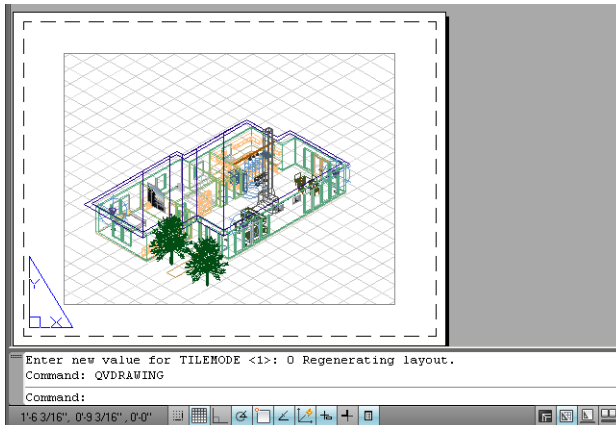 Y
X
Enter new value for TILEMODE <1>: 0 Regenerating layout.
Command: QVDRAWING
Command:
1'-6 3/16", 0'-9 3/16" , 0'-0"